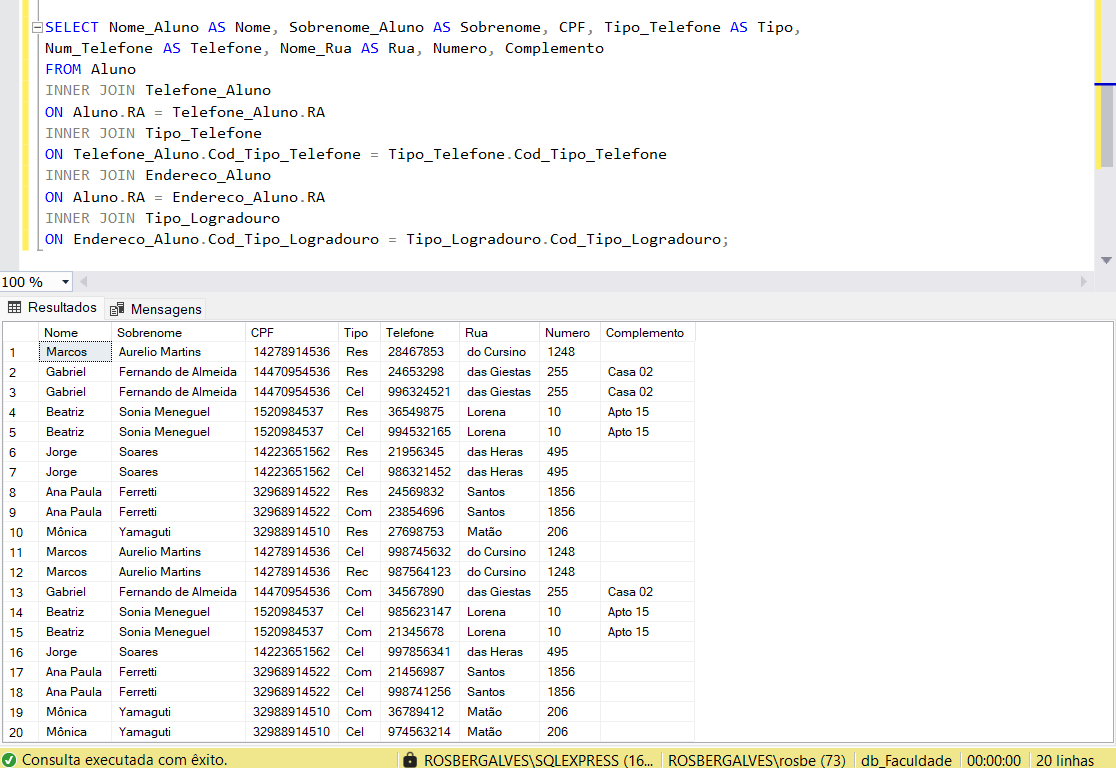 SELECT Nome_Aluno AS Nome, Sobrenome_Aluno AS Sobrenome, CPF, Tipo_Telefone AS Tipo,
Num_Telefone AS Telefone, Nome_Rua AS Rua, Numero, Complemento
FROM Aluno
INNER JOIN Telefone_Aluno
ON Aluno.RA = Telefone_Aluno.RA
INNER JOIN Tipo_Telefone
ON Telefone_Aluno.Cod_Tipo_Telefone = Tipo_Telefone.Cod_Tipo_Telefone
INNER JOIN Endereco_Aluno
ON Aluno.RA = Endereco_Aluno.RA
INNER JOIN Tipo_Logradouro
ON Endereco_Aluno.Cod_Tipo_Logradouro = Tipo_Logradouro.Cod_Tipo_Logradouro;
100 %
Resultados Mensagens
Nome Sobrenome CPF Tipo Telefone Rua Numero Complemento
1 Marcos Aurelio Martins 14278914536 Res 28467853 do Cursino 1248
2 Gabriel Fernando de Almeida 14470954536 Res 24653298 das Giestas 255 Casa 02
3 Gabriel Fernando de Almeida 14470954536 Cel 996324521 das Giestas 255 Casa 02
4 Beatriz Sonia Meneguel 1520984537 Res 36549875 Lorena 10 Apto 15
5 Beatriz Sonia Meneguel 1520984537 Cel 994532165 Lorena 10 Apto 15
6 Jorge Soares 14223651562 Res 21956345 das Heras 495
7 Jorge Soares 14223651562 Cel 986321452 das Heras 495
8 Ana Paula Ferretti 32968914522 Res 24569832 Santos 1856
9 Ana Paula Ferretti 32968914522 Com 23854696 Santos 1856
10 Mônica Yamaguti 32988914510 Res 27698753 Matão 206
11 Marcos Aurelio Martins 14278914536 Cel 998745632 do Cursino 1248
12 Marcos Aurelio Martins 14278914536 Rec 987564123 do Cursino 1248
13 Gabriel Fernando de Almeida 14470954536 Com 34567890 das Giestas 255 Casa 02
14 Beatriz Sonia Meneguel 1520984537 Cel 985623147 Lorena 10 Apto 15
15 Beatriz Sonia Meneguel 1520984537 Com 21345678 Lorena 10 Apto 15
16 Jorge Soares 14223651562 Cel 997856341 das Heras 495
17 Ana Paula Ferretti 32968914522 Com 21456987 Santos 1856
18 Ana Paula Ferretti 32968914522 Cel 998741256 Santos 1856
19 Mônica Yamaguti 32988914510 Com 36789412 Matão 206
20 Mônica Yamaguti 32988914510 Cel 974563214 Matão 206
Consulta executada com êxito. ROSBERGALVES\SQLEXPRESS (16... ROSBERGALVES\rosbe (73) db_Faculdade 00:00:00 20 linhas